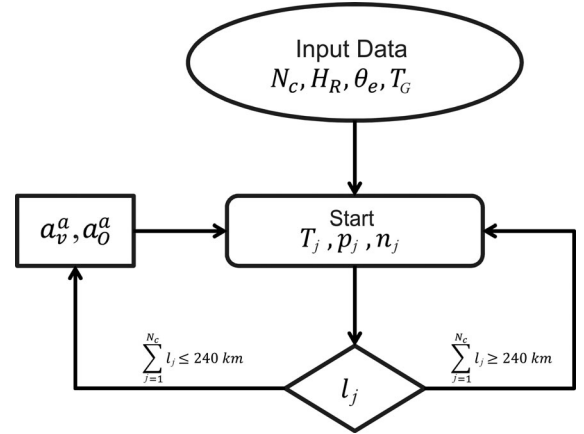 Input Data
N_c, H_R, θ_e, T_G
Start
T_j, p_j, n_j
a_v^a, a_O^a
∑_{j=1}^{N_c} l_j ≤ 240 km
∑_{j=1}^{N_c} l_j ≥ 240 km
l_j